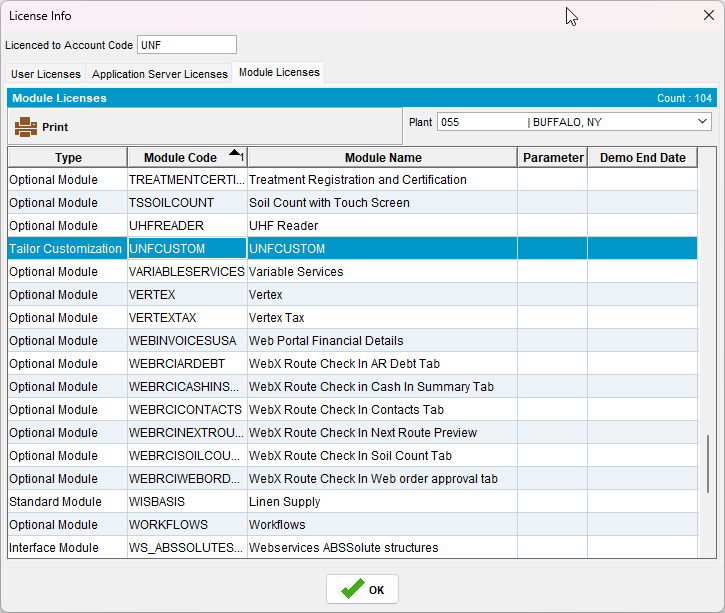 License Info
Licenced to Account Code UNF
User Licenses Application Server Licenses Module Licenses
Module Licenses Count : 104
Print Plant 055 | BUFFALO, NY
Type Module Code 1 Module Name Parameter Demo End Date
Optional Module TREATMENTCERTI... Treatment Registration and Certification
Optional Module TSSOILCOUNT Soil Count with Touch Screen
Optional Module UHFREADER UHF Reader
Tailor Customization UNFCUSTOM UNFCUSTOM
Optional Module VARIABLESERVICES Variable Services
Optional Module VERTEX Vertex
Optional Module VERTEXTAX Vertex Tax
Optional Module WEBINVOICESUSA Web Portal Financial Details
Optional Module WEBRCIARDEBT WebX Route Check In AR Debt Tab
Optional Module WEBRCICASHINS... WebX Route Check in Cash In Summary Tab
Optional Module WEBRCICONTACTS WebX Route Check In Contacts Tab
Optional Module WEBRCINEXTROU... WebX Route Check In Next Route Preview
Optional Module WEBRCISOILCOU... WebX Route Check In Soil Count Tab
Optional Module WEBRCIWEBORD... WebX Route Check In Web order approval tab
Standard Module WISBASIS Linen Supply
Optional Module WORKFLOWS Workflows
Interface Module WS_ABSSOLUTES... Webservices ABSSolute structures
OK